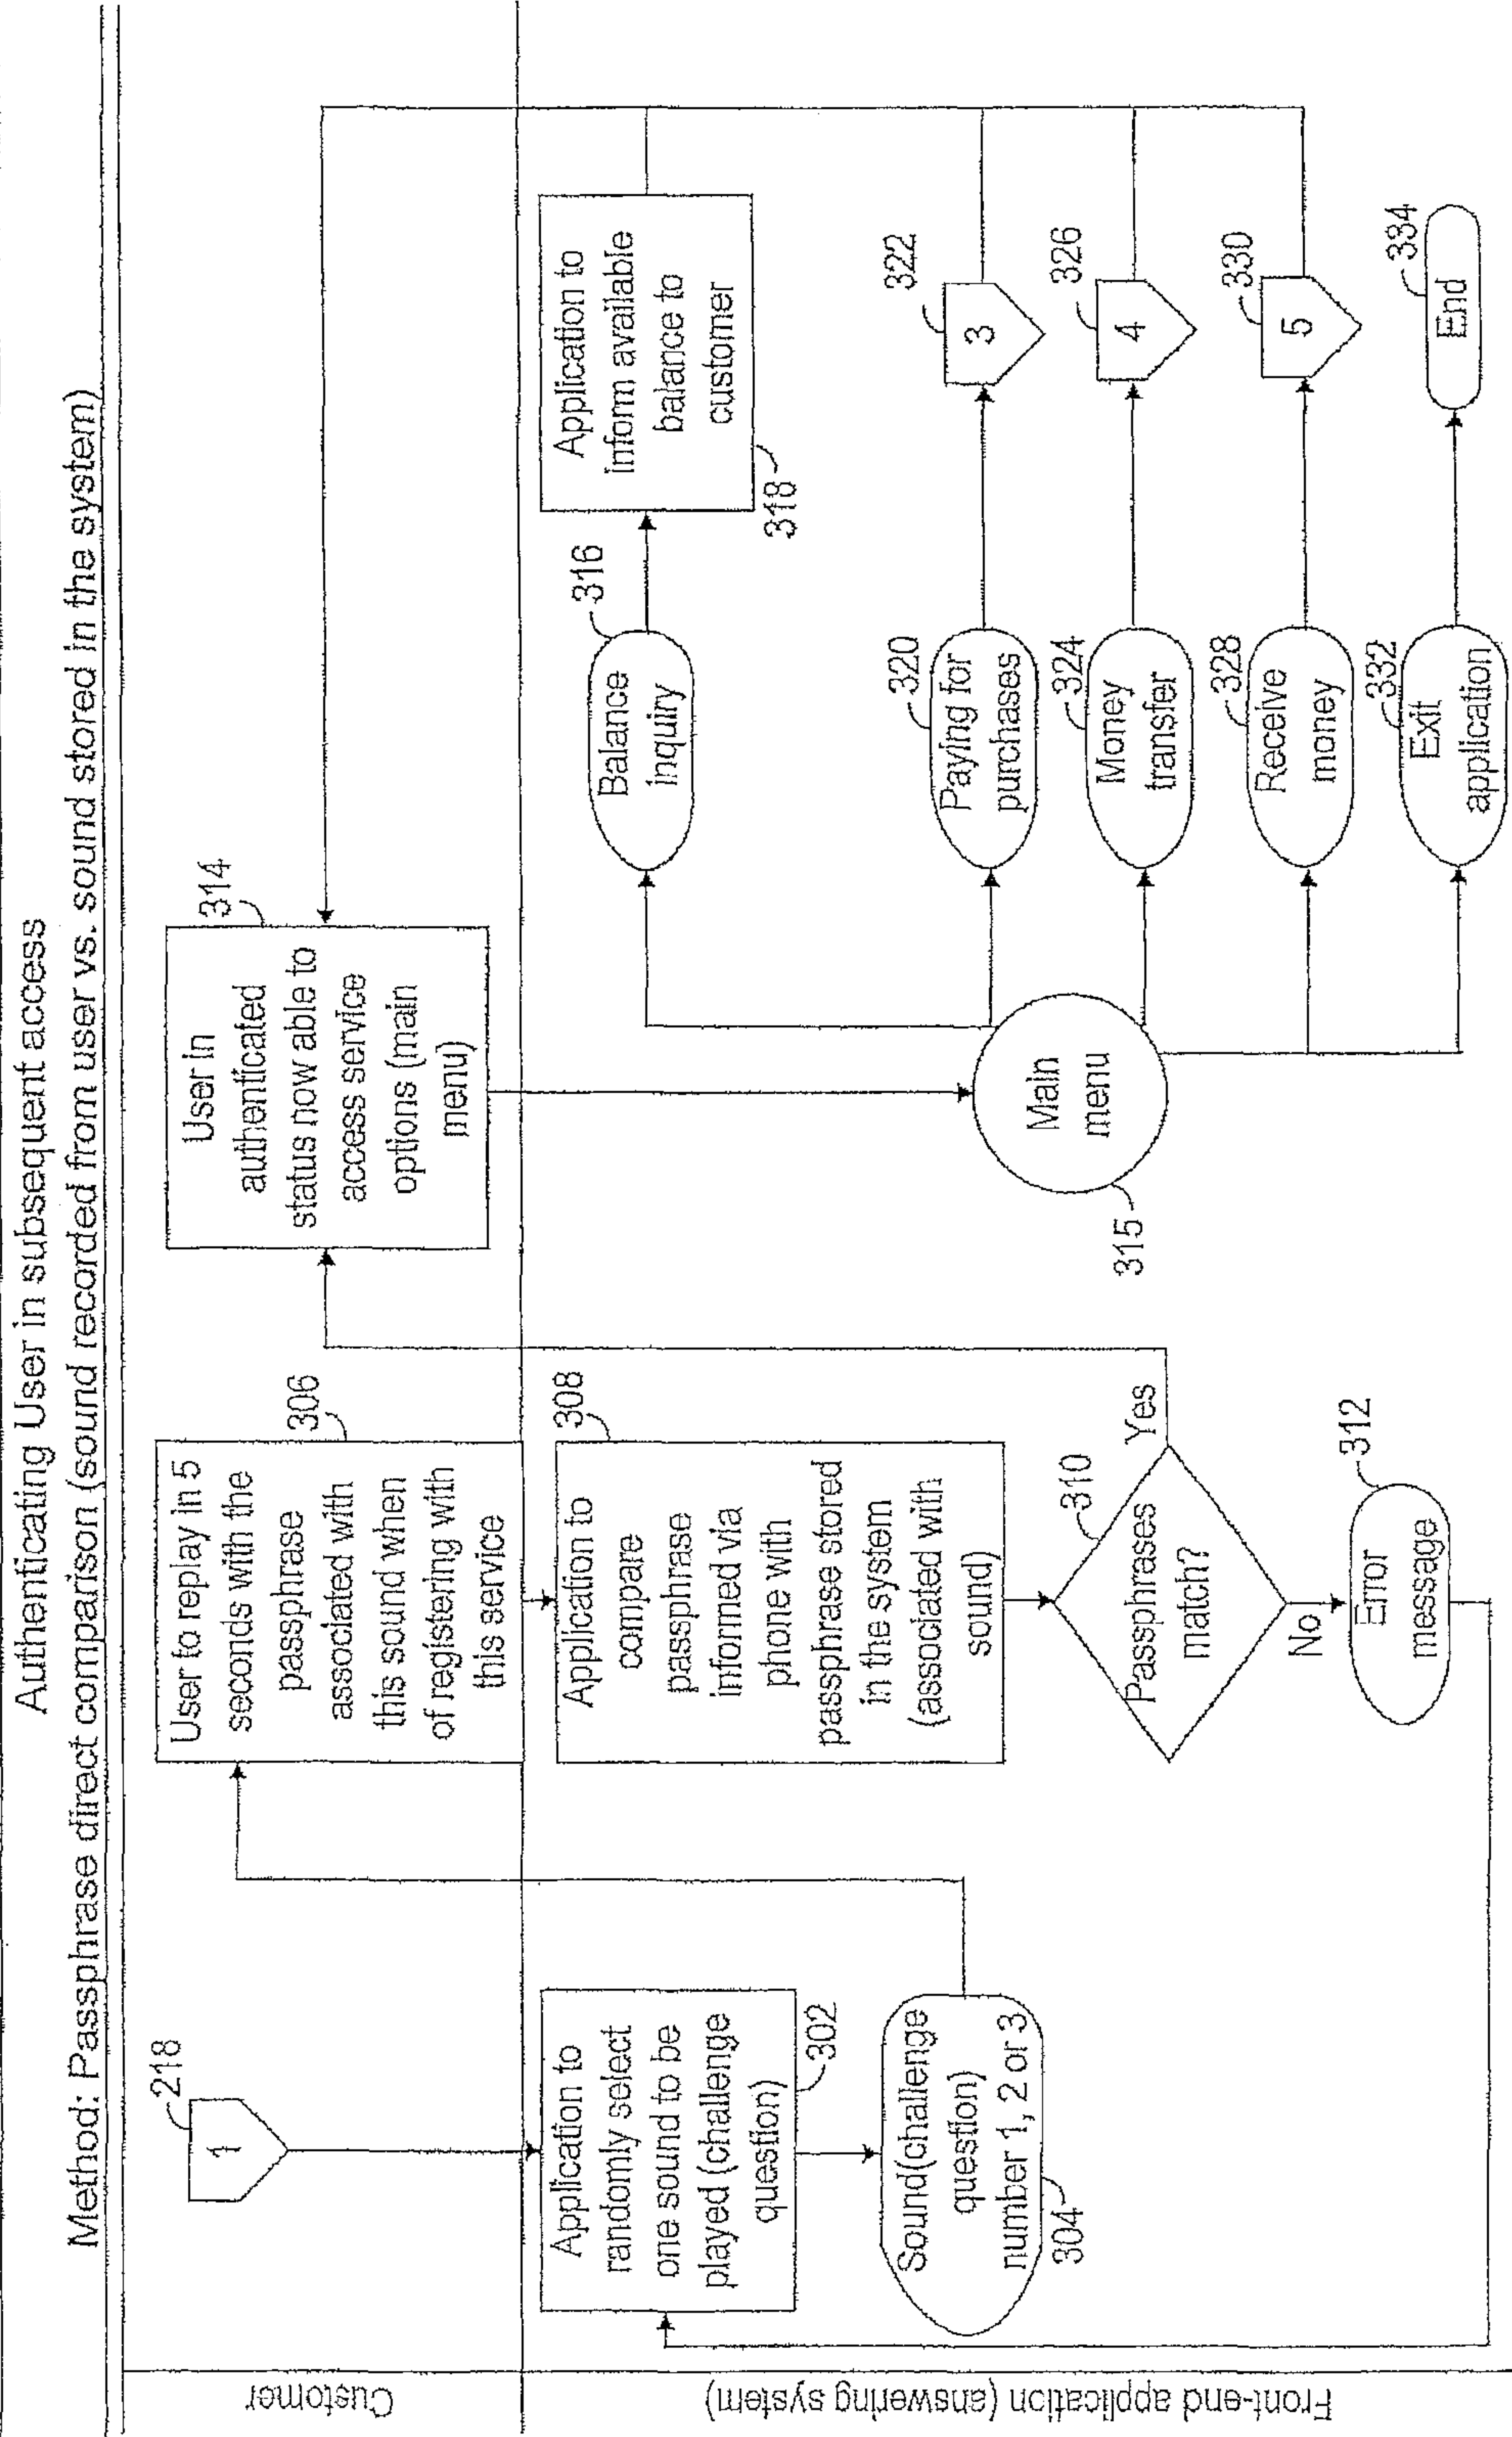 Authenticating User in subsequent access
Method: Passphrase direct comparison (sound recorded from user vs. sound stored in the system)
Customer
218
1
User to replay in 5
seconds with the
passphrase
associated with
this sound when
of registering with
this service
306
User in
authenticated
status now able to
access service
options (main
menu)
314
Front-end application (answering system)
Application to
randomly select
one sound to be
played (challenge
question)
302
Sound(challenge
question)
number 1, 2 or 3
304
308
Application to
compare
passphrase
informed via
phone with
passphrase stored
in the system
(associated with
sound)
310
Passphrases
match?
Yes
No
312
Error
message
Main
menu
315
316
Balance
inquiry
Application to
inform available
balance to
customer
318
320
Paying for
purchases
322
3
324
Money
transfer
326
4
328
Receive
money
330
5
332
Exit
application
334
End